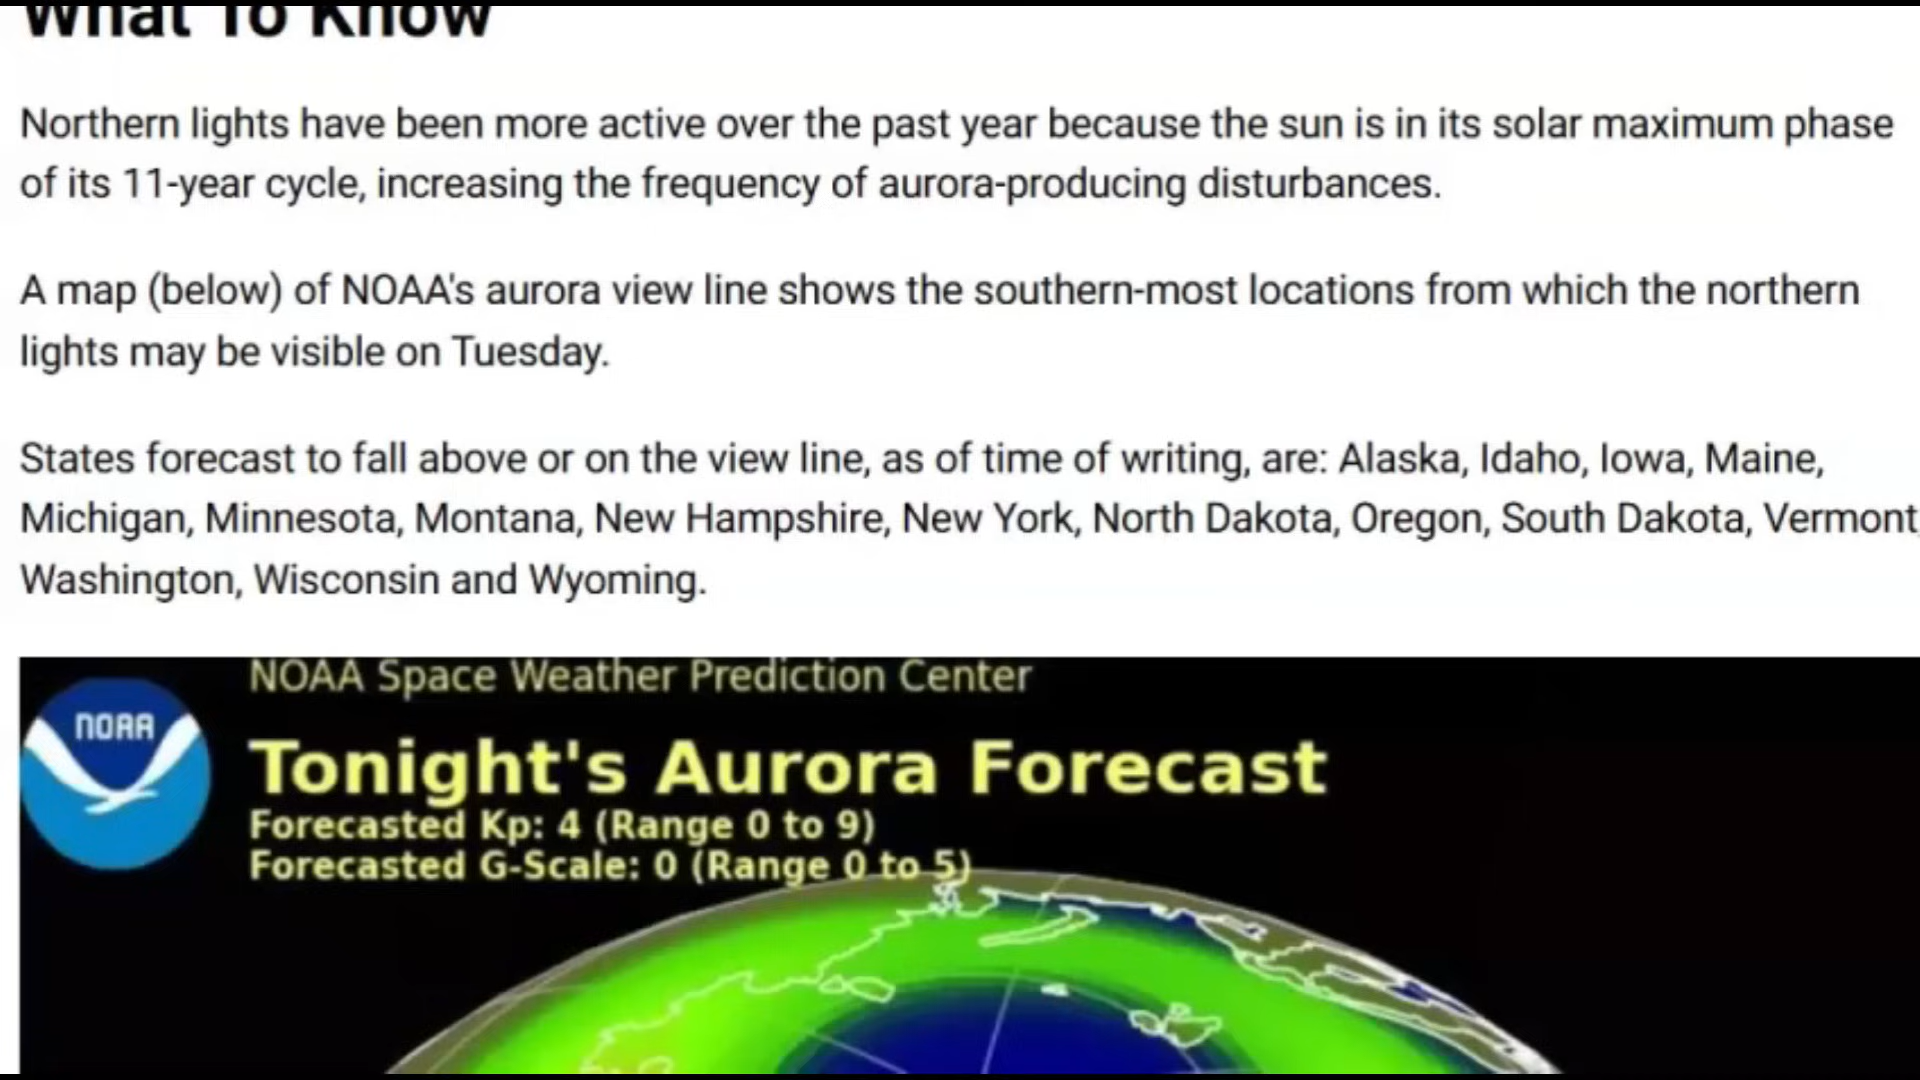 What To Know
Northern lights have been more active over the past year because the sun is in its solar maximum phase
of its 11-year cycle, increasing the frequency of aurora-producing disturbances.
A map (below) of NOAA's aurora view line shows the southern-most locations from which the northern
lights may be visible on Tuesday.
States forecast to fall above or on the view line, as of time of writing, are: Alaska, Idaho, Iowa, Maine,
Michigan, Minnesota, Montana, New Hampshire, New York, North Dakota, Oregon, South Dakota, Vermont,
Washington, Wisconsin and Wyoming.
NOAA Space Weather Prediction Center
NOAA
Tonight's Aurora Forecast
Forecasted Kp: 4 (Range 0 to 9)
Forecasted G-Scale: 0 (Range 0 to 5)